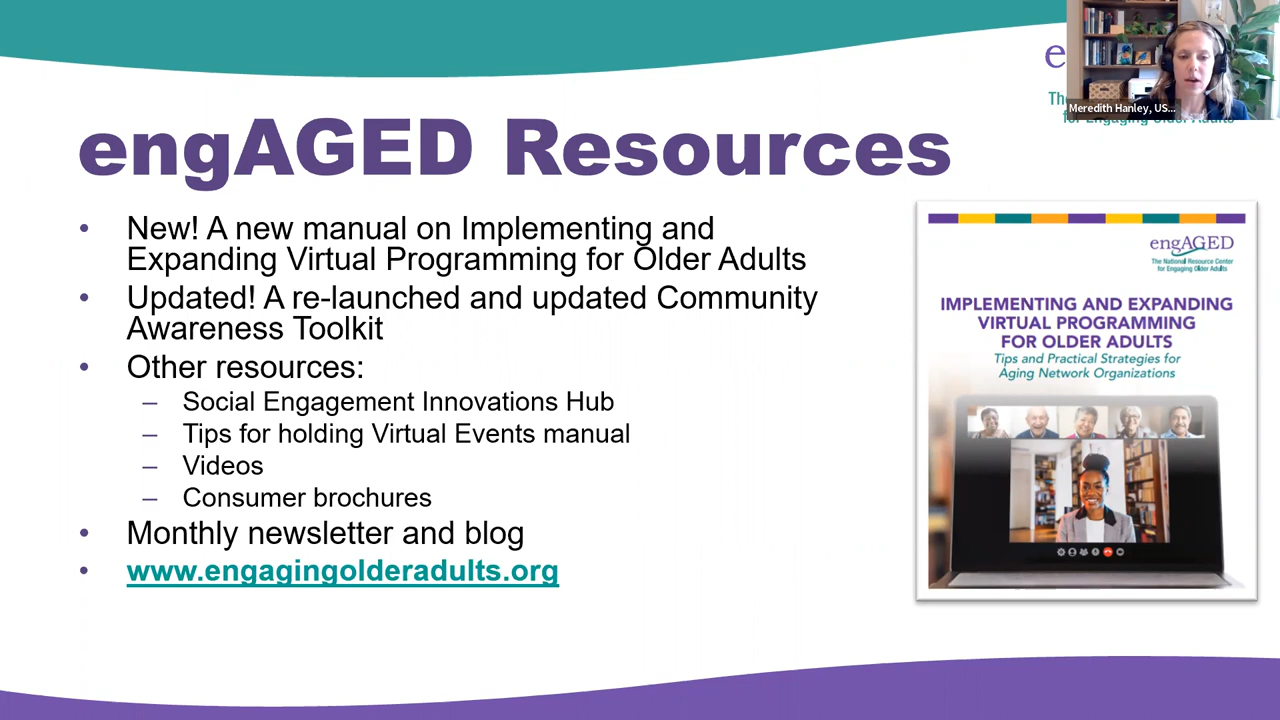 engAGED Resources
• New! A new manual on Implementing and
Expanding Virtual Programming for Older Adults
• Updated! A re-launched and updated Community
Awareness Toolkit
• Other resources:
– Social Engagement Innovations Hub
– Tips for holding Virtual Events manual
– Videos
– Consumer brochures
• Monthly newsletter and blog
• www.engagingolderadults.org
Meredith Hanley, US...
engAGED
The National Resource Center
for Engaging Older Adults
IMPLEMENTING AND EXPANDING
VIRTUAL PROGRAMMING
FOR OLDER ADULTS
Tips and Practical Strategies for
Aging Network Organizations